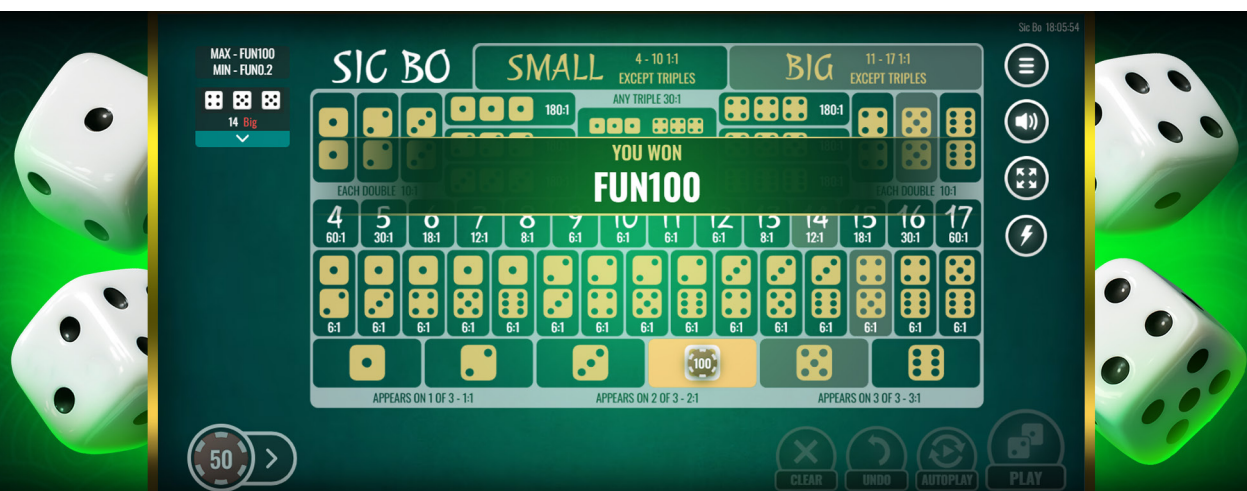 Sic Bo 18:05:54
MAX - FUN100
MIN - FUN0.2
14 Big
SIC BO
SMALL
4 - 10 1:1
EXCEPT TRIPLES
BIG
11 - 17 1:1
EXCEPT TRIPLES
180:1
ANY TRIPLE 30:1
180:1
YOU WON
FUN100
EACH DOUBLE 10:1
EACH DOUBLE 10:1
4 5 6 7 8 9 10 11 12 13 14 15 16 17
60:1 30:1 18:1 12:1 8:1 6:1 6:1 6:1 6:1 8:1 12:1 18:1 30:1 60:1
6:1 6:1 6:1 6:1 6:1 6:1 6:1 6:1 6:1 6:1 6:1 6:1 6:1 6:1 6:1
100
APPEARS ON 1 OF 3 - 1:1
APPEARS ON 2 OF 3 - 2:1
APPEARS ON 3 OF 3 - 3:1
50
CLEAR
UNDO
AUTOPLAY
PLAY